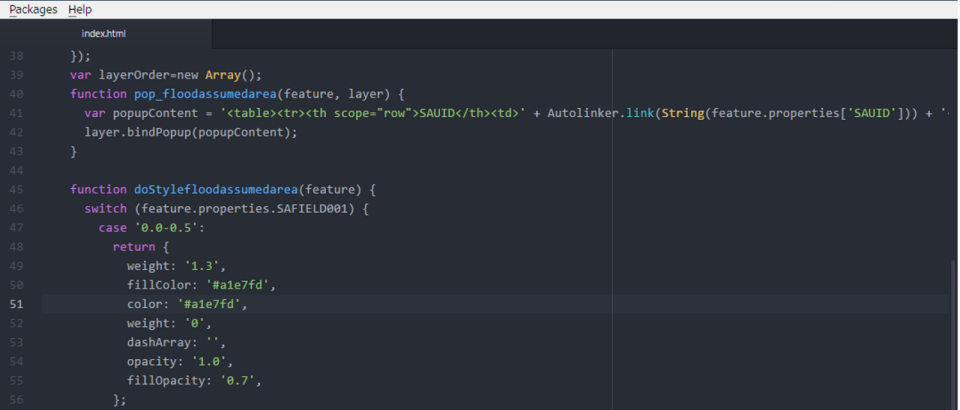 Packages Help
index.html
38 });
39 var layerOrder=new Array();
40 function pop_floodassumedarea(feature, layer) {
41 var popupContent = '<table><tr><th scope="row">SAUID</th><td>' + Autolinker.link(String(feature.properties['SAUID'])) + '
42 layer.bindPopup(popupContent);
43 }
44
45 function doStylefloodassumedarea(feature) {
46 switch (feature.properties.SAFIELD001) {
47 case '0.0-0.5':
48 return {
49 weight: '1.3',
50 fillColor: '#a1e7fd',
51 color: '#a1e7fd',
52 weight: '0',
53 dashArray: '',
54 opacity: '1.0',
55 fillOpacity: '0.7',
56 };